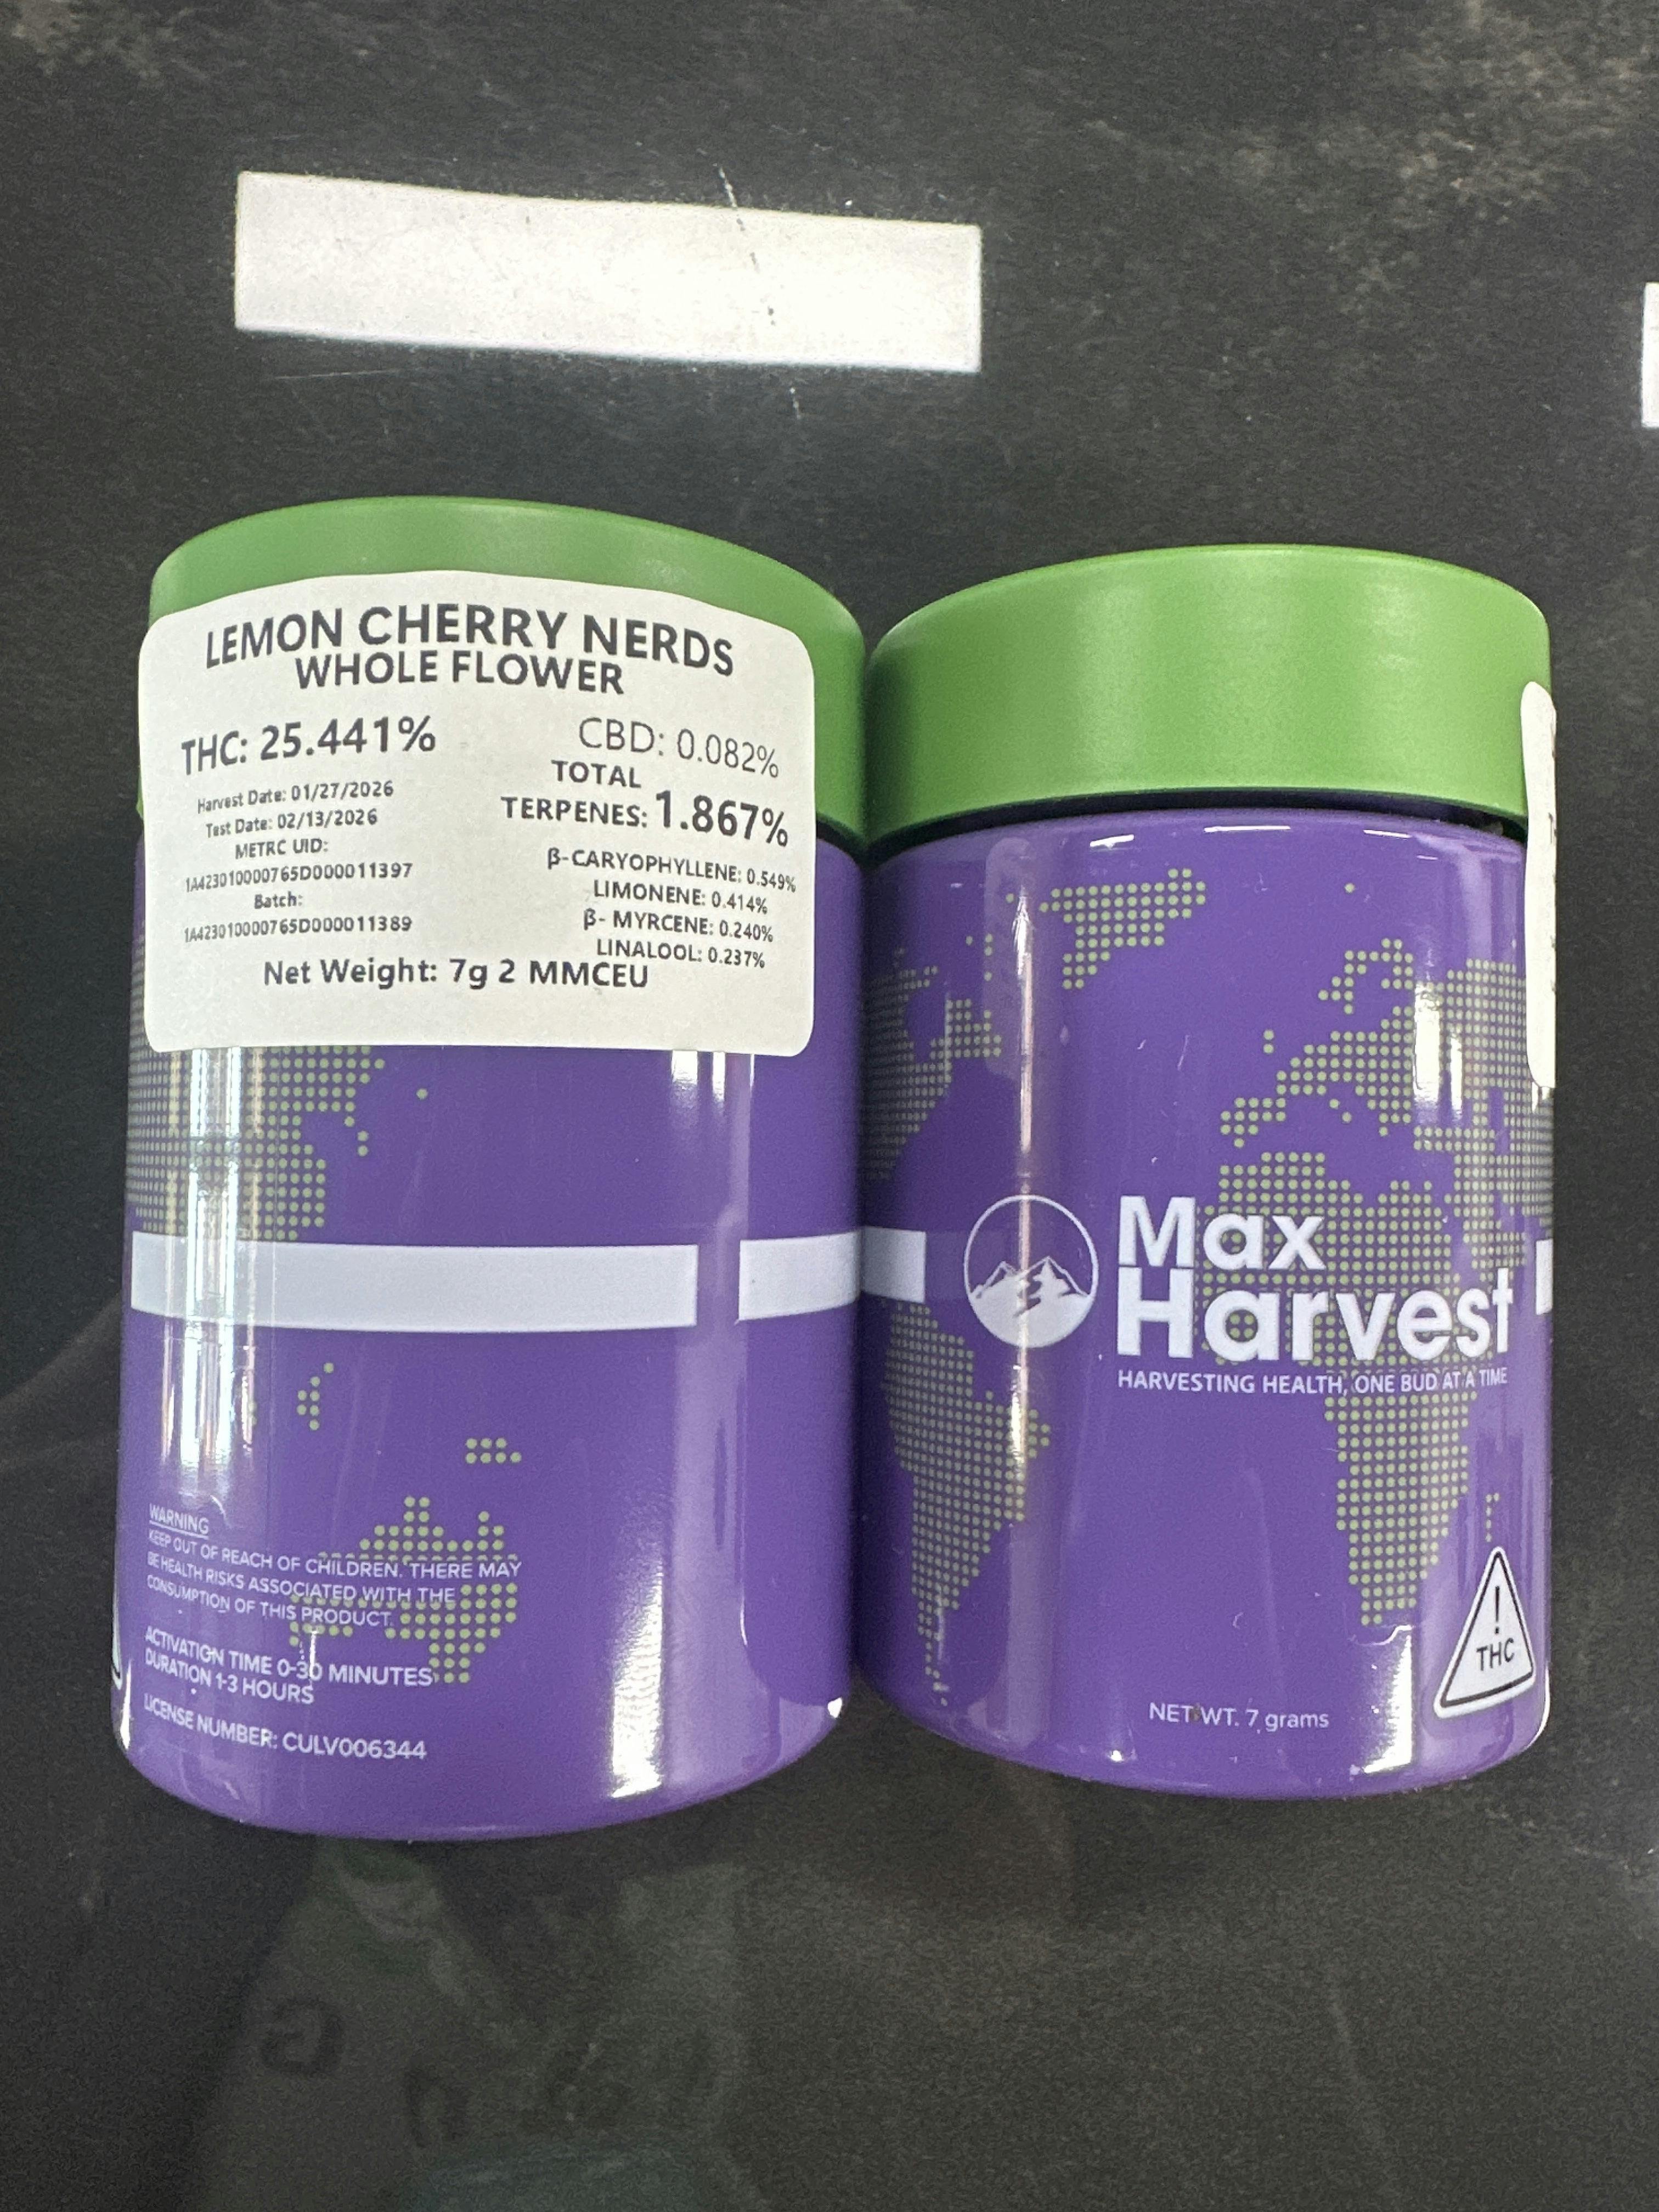 LEMON CHERRY NERDS
WHOLE FLOWER
THC: 25.441%
Harvest Date: 01/27/2026
Test Date: 02/13/2026
METRC UID:
1A423010000765D000011397
Batch:
1A423010000765D000011389
CBD: 0.082%
TOTAL
TERPENES: 1.867%
β-CARYOPHYLLENE: 0.549%
LIMONENE: 0.414%
β- MYRCENE: 0.240%
LINALOOL: 0.237%
Net Weight: 7g 2 MMCEU
WARNING
KEEP OUT OF REACH OF CHILDREN. THERE MAY
BE HEALTH RISKS ASSOCIATED WITH THE
CONSUMPTION OF THIS PRODUCT.
ACTIVATION TIME 0-30 MINUTES
DURATION 1-3 HOURS
LICENSE NUMBER: CULV006344
Max
Harvest
HARVESTING HEALTH, ONE BUD AT A TIME
!
THC
NET WT. 7 grams